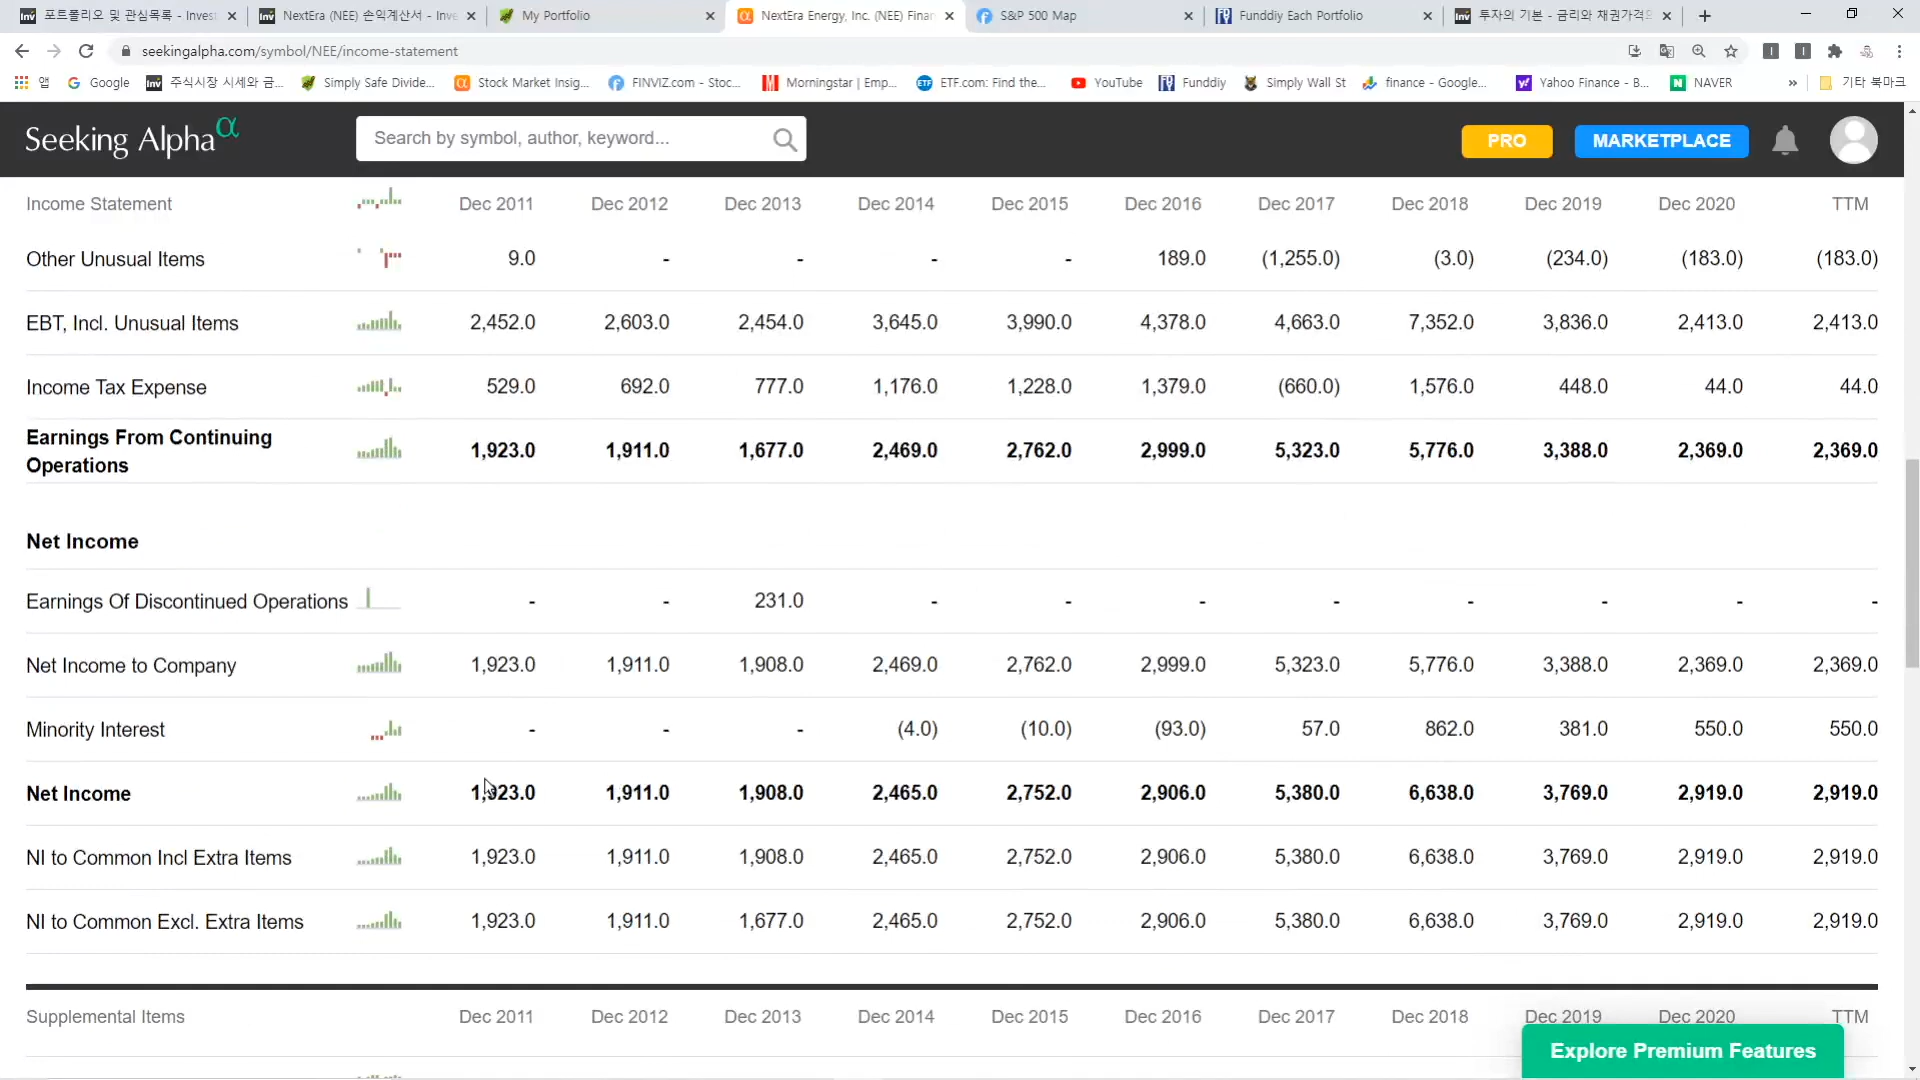 포트폴리오 및 관심목록 - Invest
NextEra (NEE) 손익계산서 - Inve
My Portfolio
NextEra Energy, Inc. (NEE) Finan
S&P 500 Map
Funddiy Each Portfolio
투자의 기본 - 금리와 채권가격의
seekingalpha.com/symbol/NEE/income-statement
앱
Google
주식시장 시세와 금...
Simply Safe Divide...
Stock Market Insig...
FINVIZ.com - Stoc...
Morningstar | Emp...
ETF.com: Find the...
YouTube
Funddiy
Simply Wall St
finance - Google...
Yahoo Finance - B...
NAVER
기타 북마크
Seeking Alpha α
Search by symbol, author, keyword...
PRO
MARKETPLACE
Income Statement Dec 2011 Dec 2012 Dec 2013 Dec 2014 Dec 2015 Dec 2016 Dec 2017 Dec 2018 Dec 2019 Dec 2020 TTM
Other Unusual Items 9.0 - - - - 189.0 (1,255.0) (3.0) (234.0) (183.0) (183.0)
EBT, Incl. Unusual Items 2,452.0 2,603.0 2,454.0 3,645.0 3,990.0 4,378.0 4,663.0 7,352.0 3,836.0 2,413.0 2,413.0
Income Tax Expense 529.0 692.0 777.0 1,176.0 1,228.0 1,379.0 (660.0) 1,576.0 448.0 44.0 44.0
Earnings From Continuing
Operations 1,923.0 1,911.0 1,677.0 2,469.0 2,762.0 2,999.0 5,323.0 5,776.0 3,388.0 2,369.0 2,369.0
Net Income
Earnings Of Discontinued Operations - - 231.0 - - - - - - - -
Net Income to Company 1,923.0 1,911.0 1,908.0 2,469.0 2,762.0 2,999.0 5,323.0 5,776.0 3,388.0 2,369.0 2,369.0
Minority Interest - - - (4.0) (10.0) (93.0) 57.0 862.0 381.0 550.0 550.0
Net Income 1,923.0 1,911.0 1,908.0 2,465.0 2,752.0 2,906.0 5,380.0 6,638.0 3,769.0 2,919.0 2,919.0
NI to Common Incl Extra Items 1,923.0 1,911.0 1,908.0 2,465.0 2,752.0 2,906.0 5,380.0 6,638.0 3,769.0 2,919.0 2,919.0
NI to Common Excl. Extra Items 1,923.0 1,911.0 1,677.0 2,465.0 2,752.0 2,906.0 5,380.0 6,638.0 3,769.0 2,919.0 2,919.0
Supplemental Items Dec 2011 Dec 2012 Dec 2013 Dec 2014 Dec 2015 Dec 2016 Dec 2017 Dec 2018 Dec 2019 Dec 2020 TTM
Explore Premium Features